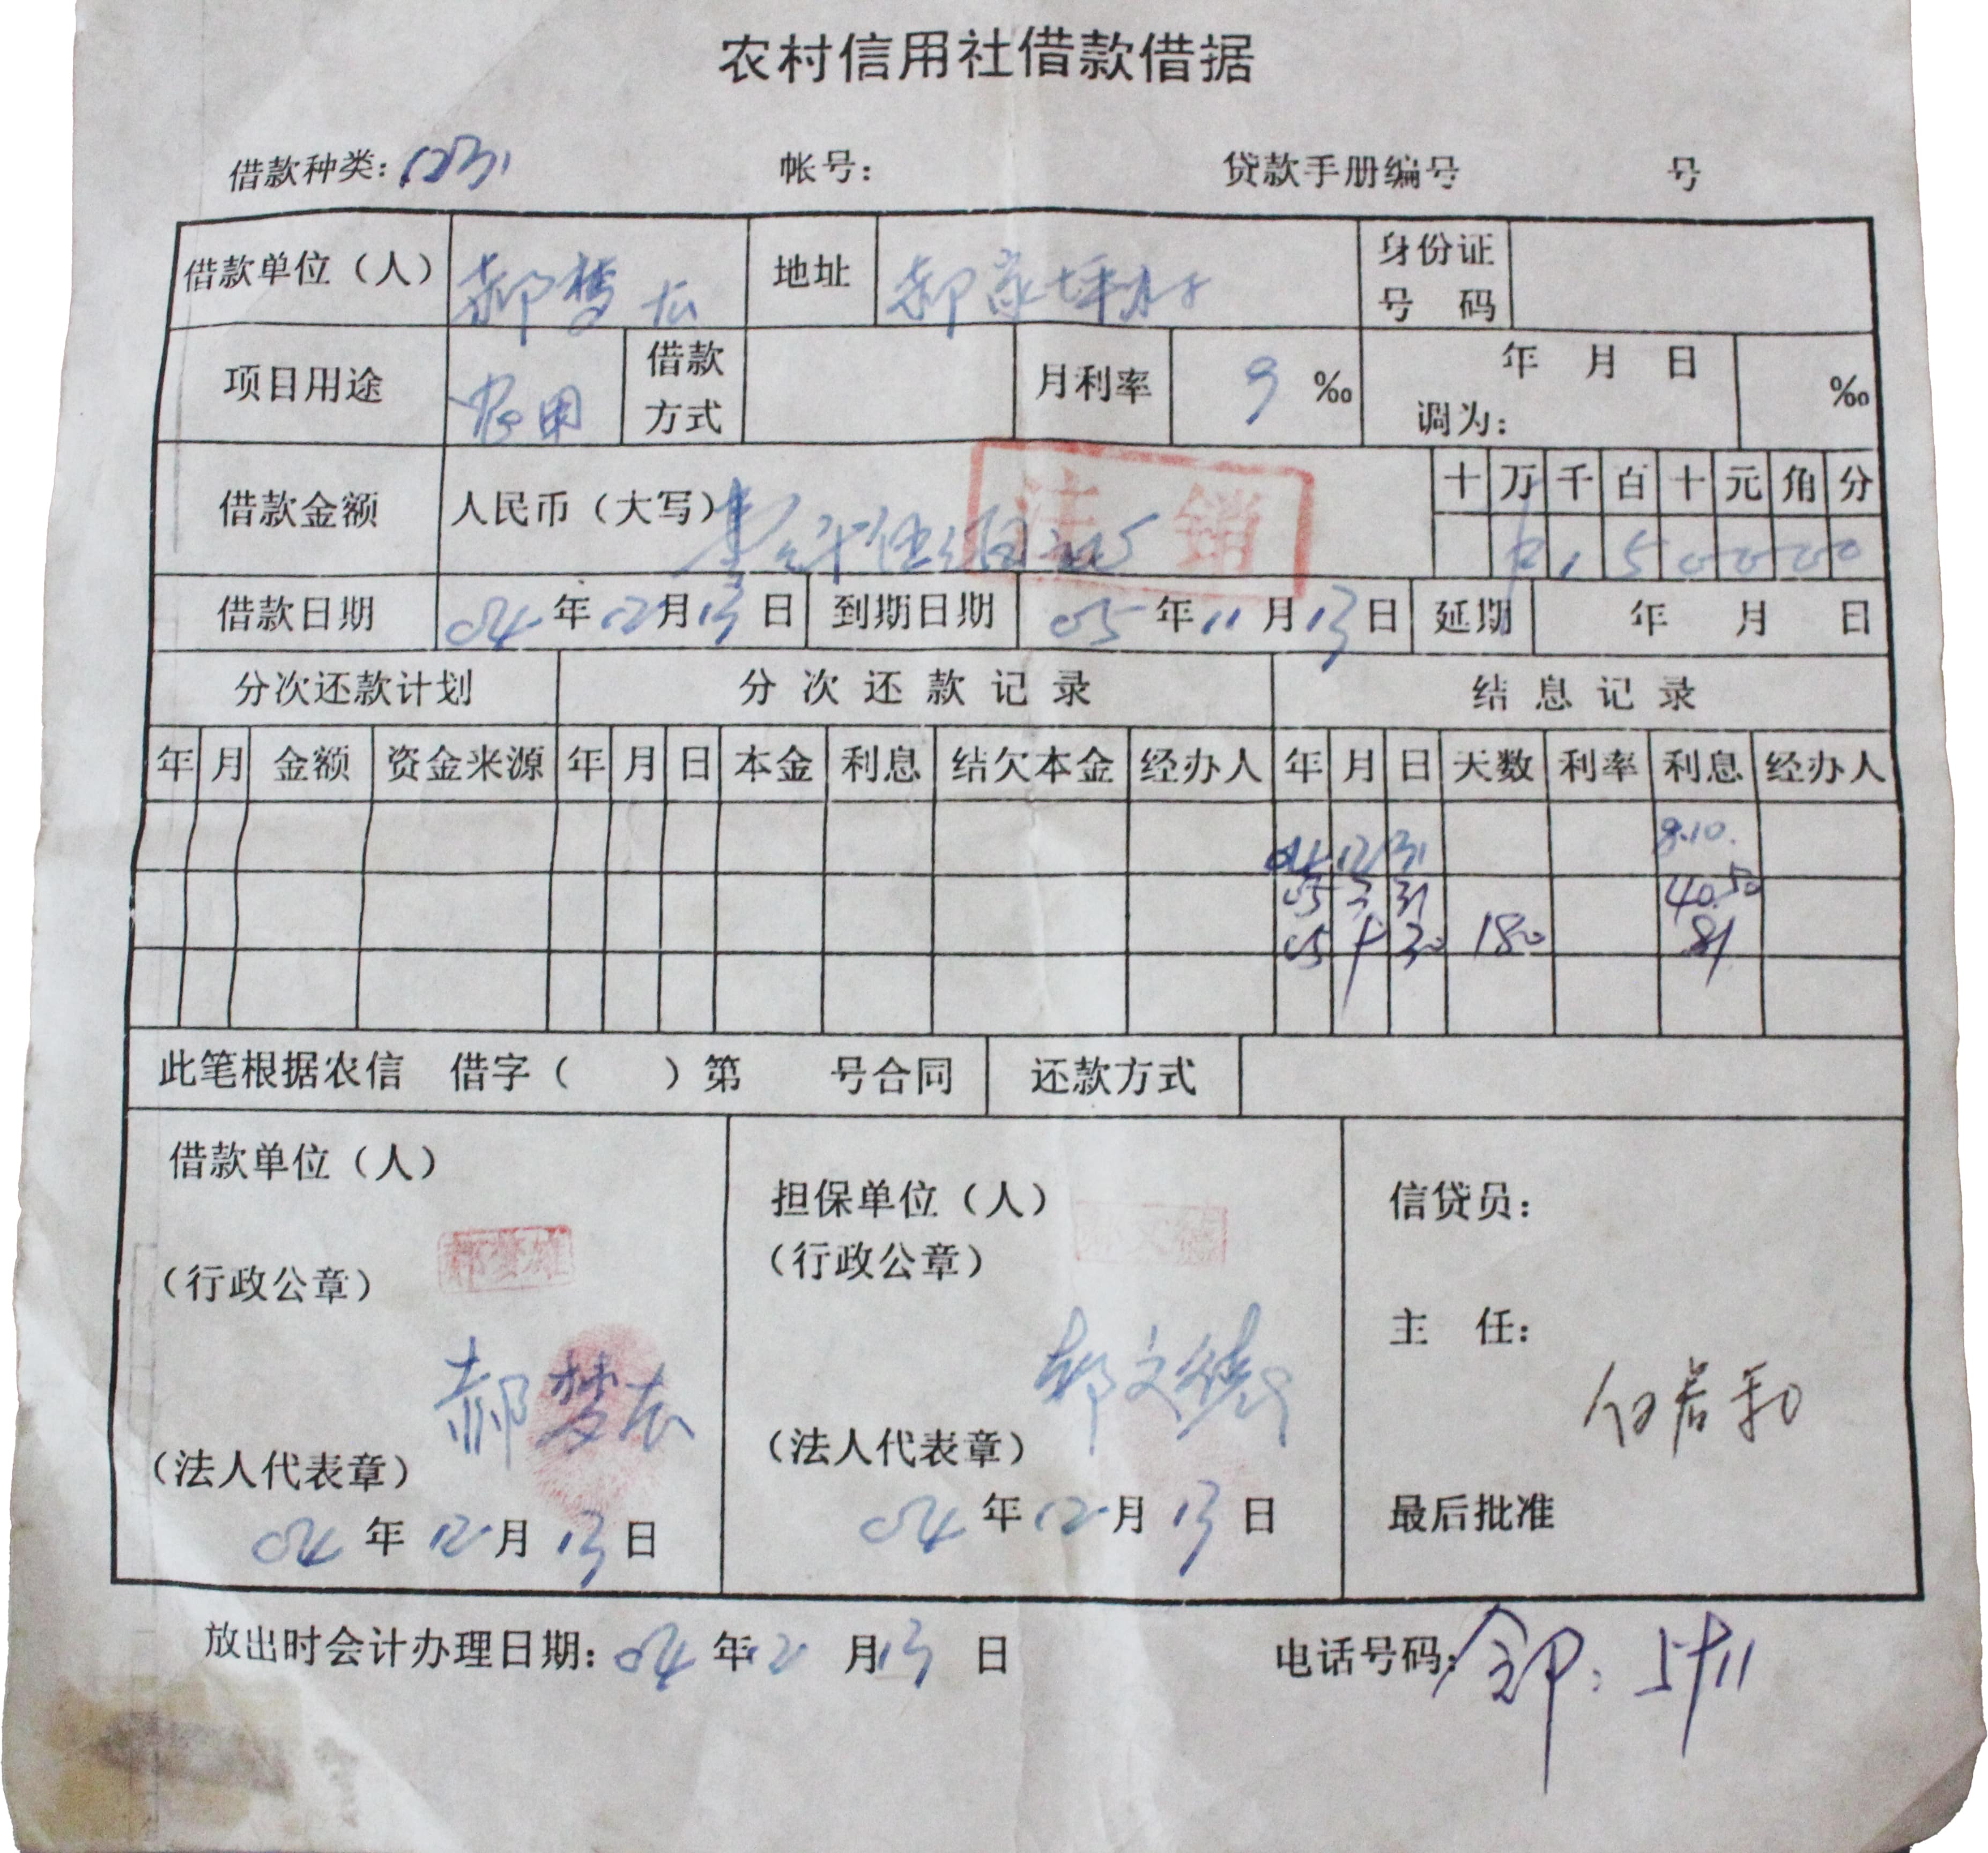 农村信用社借款借据
借款种类：1231 帐号： 贷款手册编号 号
借款单位（人） 郝梦 地址 郝家坪村 身份证号码
项目用途 农用 借款方式 月利率 9 ‰ 年 月 日 调为： ‰
借款金额 人民币（大写）壹仟伍佰元 注销 十 万 千 百 十 元 角 分
1 5 0 0 0 0
借款日期 04 年 12 月 13 日 到期日期 05 年 11 月 13 日 延期 年 月 日
分次还款计划 分次还款记录 结息记录
年 月 金额 资金来源 年 月 日 本金 利息 结欠本金 经办人 年 月 日 天数 利率 利息 经办人
04 12 31 8.10
05 3 31 40.50
05 9 30 180 81
此笔根据农信 借字（ ）第 号合同 还款方式
借款单位（人）
（行政公章）
郝梦
（法人代表章）
04 年 12 月 13 日
担保单位（人）
（行政公章）
郝文
（法人代表章）
04 年 12 月 13 日
信贷员：
主 任：
最后批准
放出时会计办理日期：04 年 12 月 13 日 电话号码：